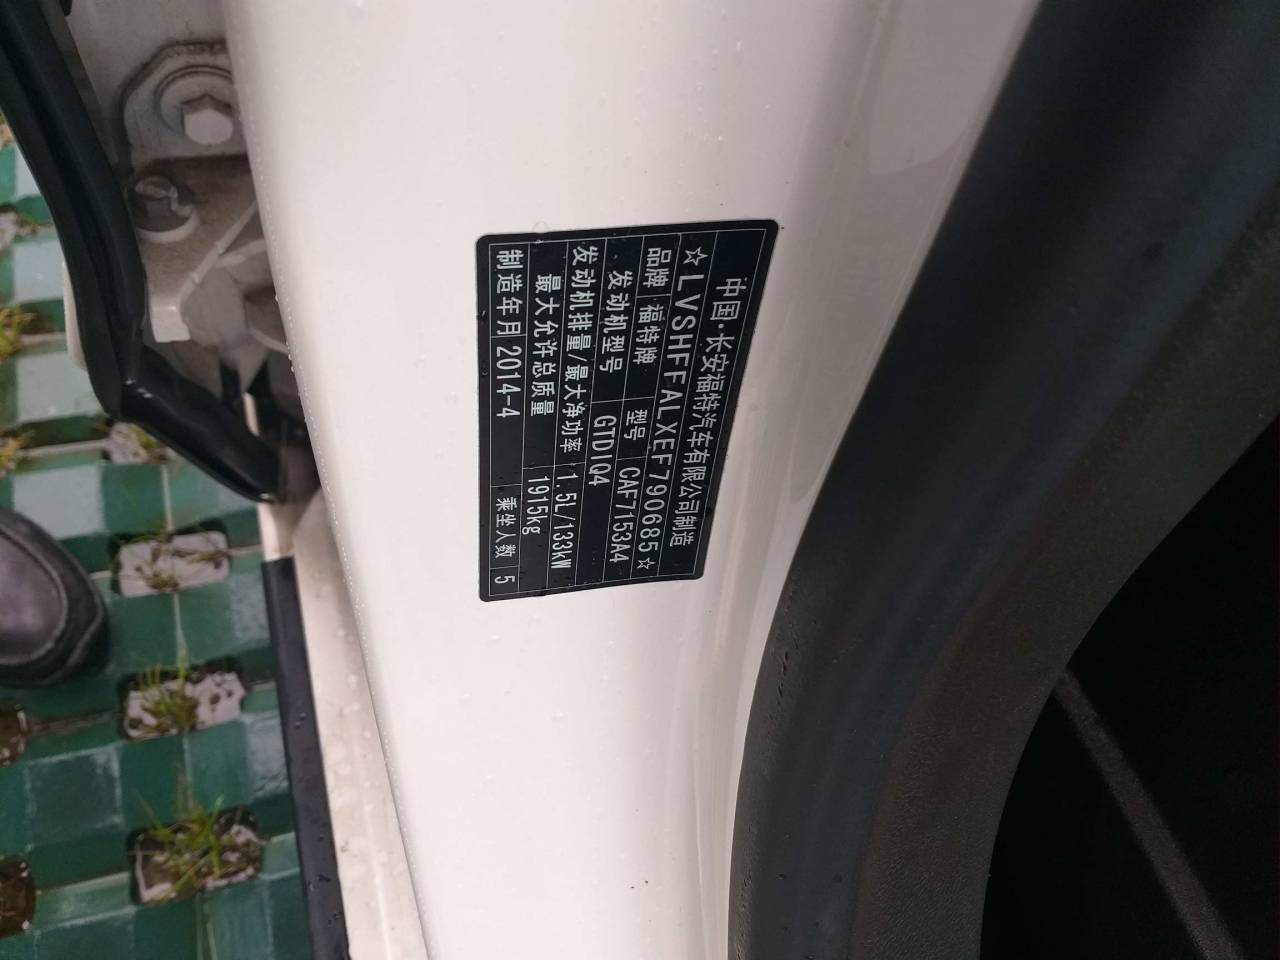 中国·长安福特汽车有限公司制造
☆LVSHFFALXEF790685☆
品牌 福特牌 型号 CAF7153A4
发动机型号 GTDIQ4
发动机排量/最大净功率 1.5L/133kW
最大允许总质量 1915kg
制造年月 2014-4 乘坐人数 5